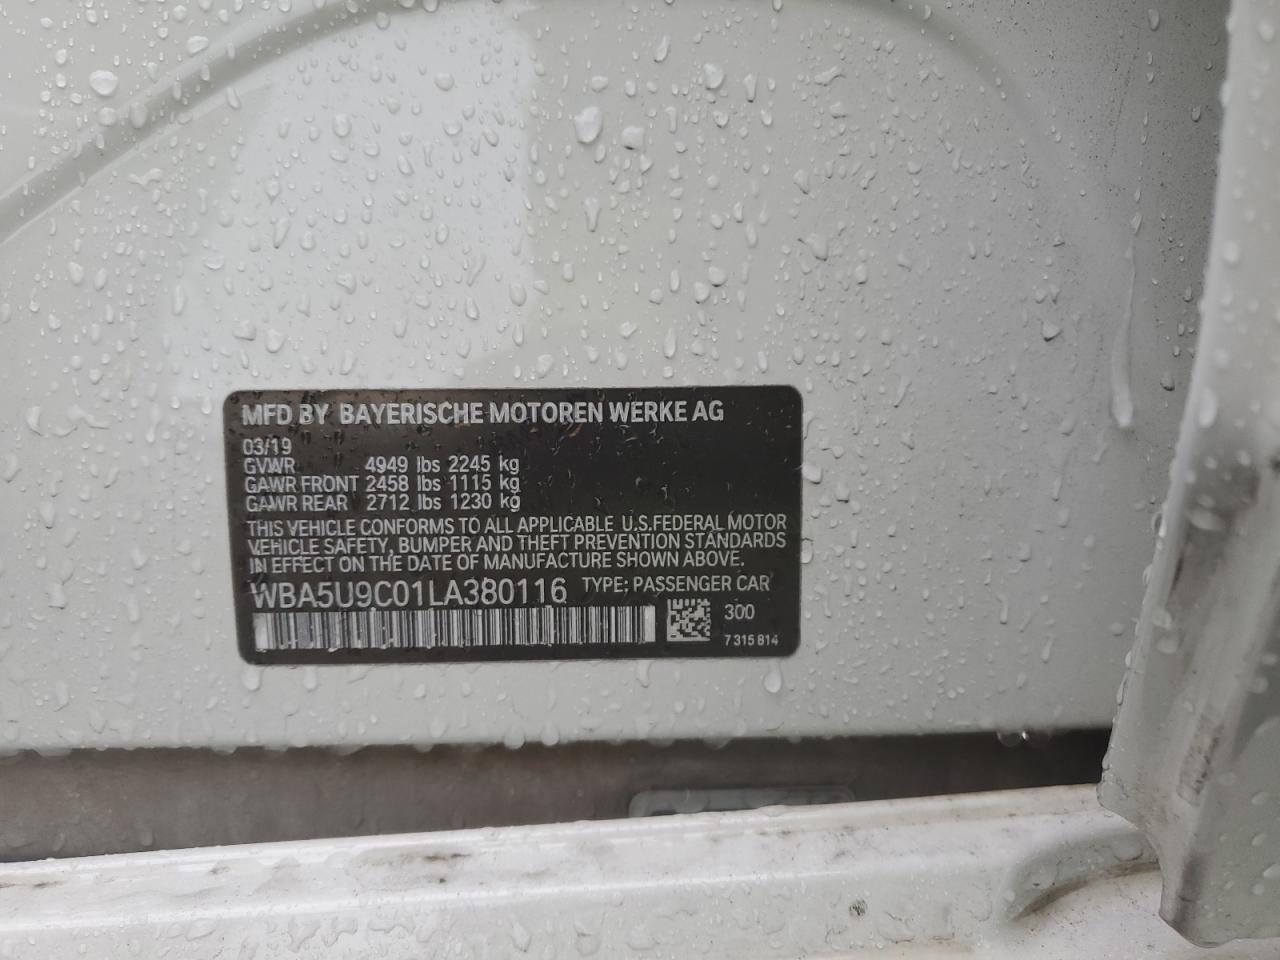 MFD BY BAYERISCHE MOTOREN WERKE AG
03/19
GVWR 4949 lbs 2245 kg
GAWR FRONT 2458 lbs 1115 kg
GAWR REAR 2712 lbs 1230 kg
THIS VEHICLE CONFORMS TO ALL APPLICABLE U.S.FEDERAL MOTOR
VEHICLE SAFETY, BUMPER AND THEFT PREVENTION STANDARDS
IN EFFECT ON THE DATE OF MANUFACTURE SHOWN ABOVE.
WBA5U9C01LA380116 TYPE: PASSENGER CAR
300
7 315 814